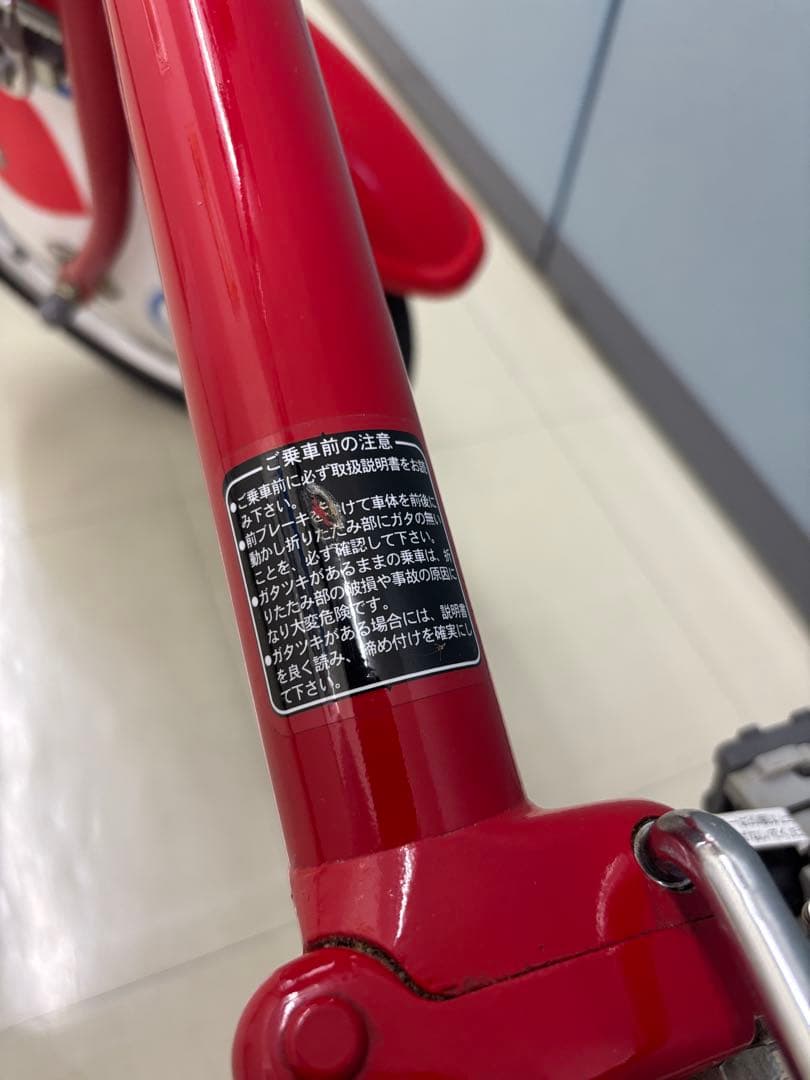 ご乗車前の注意
●ご乗車前に必ず取扱説明書をお読
み下さい。
●前ブレーキ けて車体を前後に
動かし折りたたみ部にガタの無い
ことを、必ず確認して下さい。
●ガタツキがあるままの乗車は、折
りたたみ部の破損や事故の原因に
なり大変危険です。
●ガタツキがある場合には、説明書
を良く読み、締め付けを確実にし
て下さい。